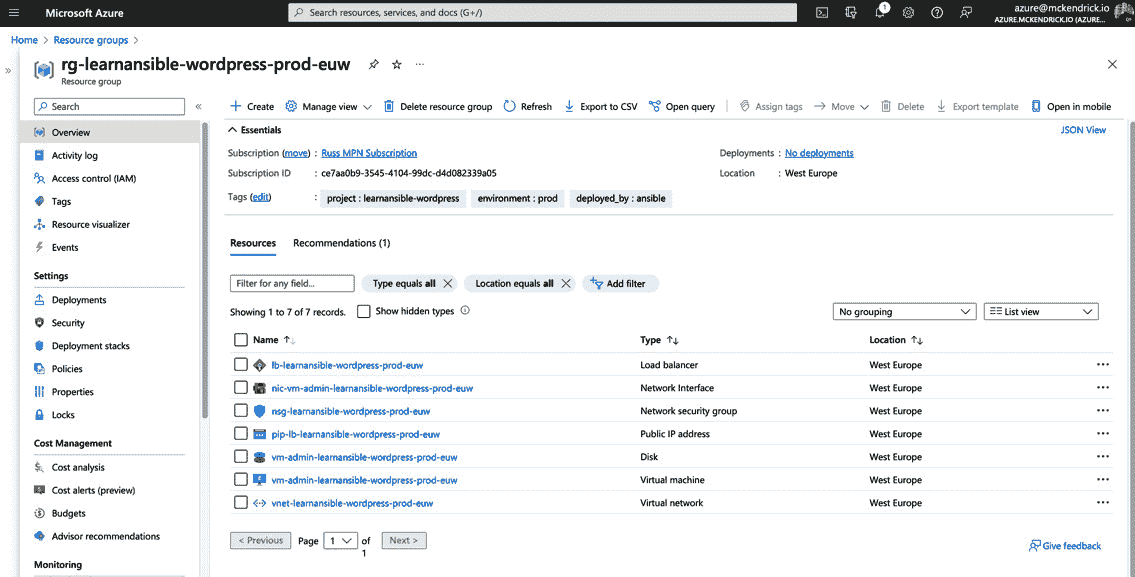 Microsoft Azure
Search resources, services, and docs (G+/)
1
azure@mckendrick.io
AZURE.MCKENDRICK.IO (AZURE...
Home > Resource groups >
rg-learnansible-wordpress-prod-euw
Resource group
Search
Create Manage view Delete resource group Refresh Export to CSV Open query Assign tags Move Delete Export template Open in mobile
Overview
Activity log
Access control (IAM)
Tags
Resource visualizer
Events
Settings
Deployments
Security
Deployment stacks
Policies
Properties
Locks
Cost Management
Cost analysis
Cost alerts (preview)
Budgets
Advisor recommendations
Monitoring
Essentials
JSON View
Subscription (move) : Russ MPN Subscription
Deployments : No deployments
Subscription ID : ce7aa0b9-3545-4104-99dc-d4d082339a05
Location : West Europe
Tags (edit) : project : learnansible-wordpress environment : prod deployed_by : ansible
Resources Recommendations (1)
Filter for any field... Type equals all Location equals all Add filter
Showing 1 to 7 of 7 records. Show hidden types No grouping List view
Name Type Location
lb-learnansible-wordpress-prod-euw Load balancer West Europe
nic-vm-admin-learnansible-wordpress-prod-euw Network Interface West Europe
nsg-learnansible-wordpress-prod-euw Network security group West Europe
pip-lb-learnansible-wordpress-prod-euw Public IP address West Europe
vm-admin-learnansible-wordpress-prod-euw Disk West Europe
vm-admin-learnansible-wordpress-prod-euw Virtual machine West Europe
vnet-learnansible-wordpress-prod-euw Virtual network West Europe
< Previous Page 1 of 1 Next >
Give feedback